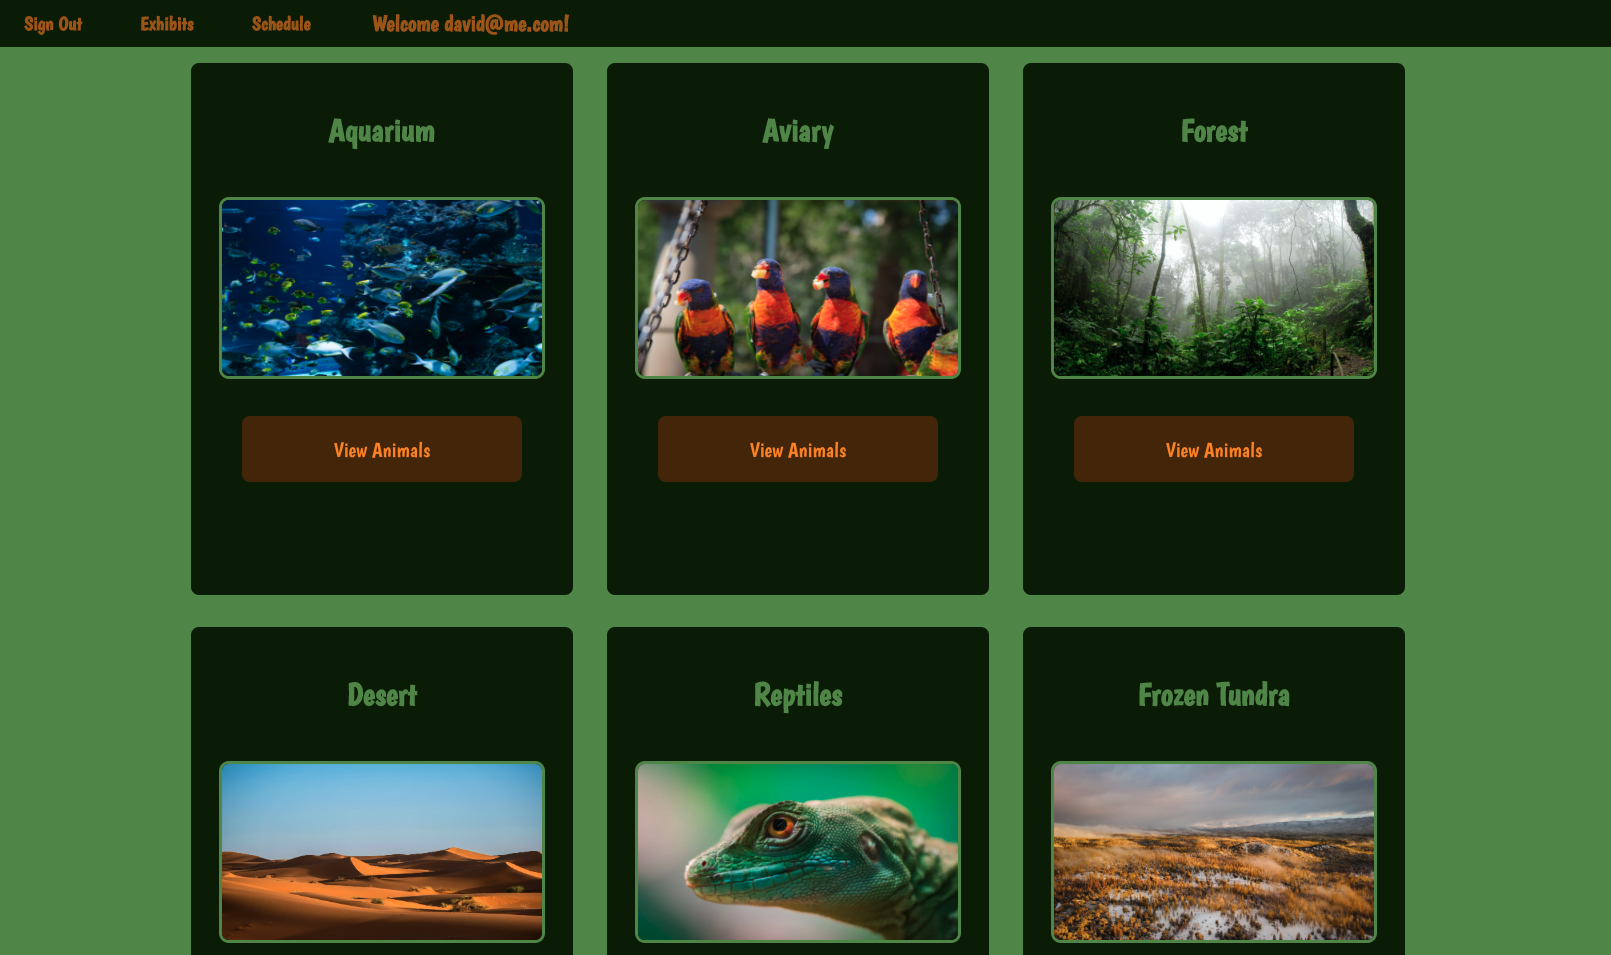 Sign Out Exhibits Schedule Welcome david@me.com!
Aquarium Aviary Forest
View Animals View Animals View Animals
Desert Reptiles Frozen Tundra